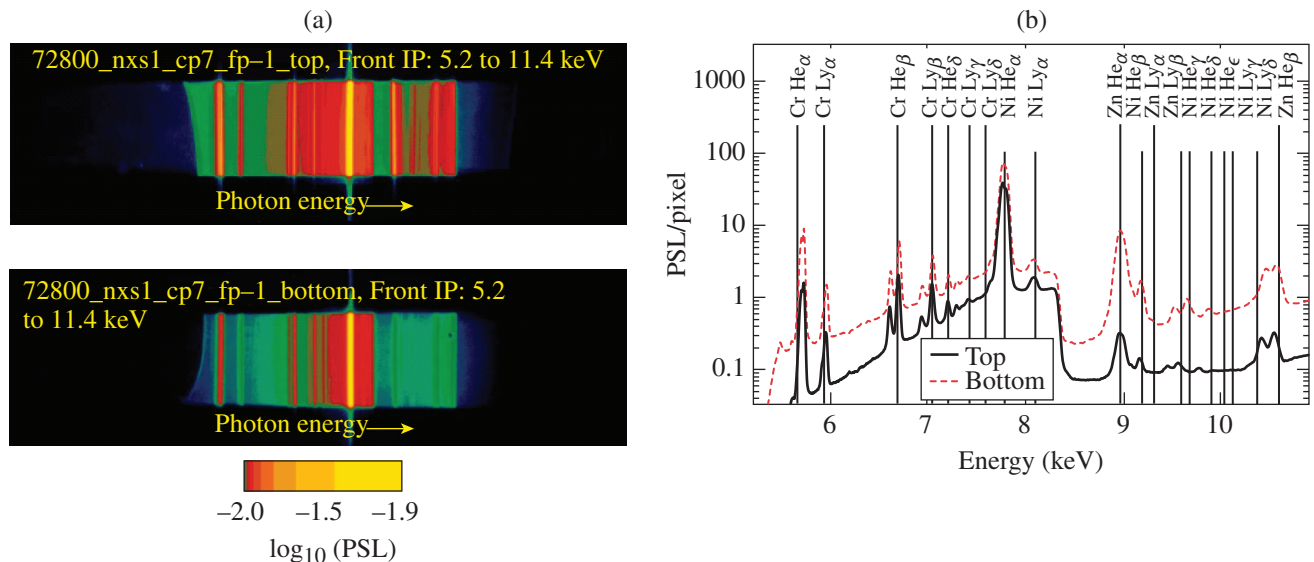 (a)
72800_nxs1_cp7_fp–1_top, Front IP: 5.2 to 11.4 keV
Photon energy
72800_nxs1_cp7_fp–1_bottom, Front IP: 5.2
to 11.4 keV
Photon energy
–2.0 –1.5 –1.9
log10 (PSL)
(b)
Cr Heα
Cr Lyα
Cr Heβ
Cr Lyβ
Cr Heδ
Cr Lyγ
Cr Lyδ
Ni Heα
Ni Lyα
Zn Heα
Ni Heβ
Zn Lyα
Zn Lyβ
Ni Heγ
Ni Heδ
Ni Heϵ
Ni Lyγ
Ni Lyδ
Zn Heβ
PSL/pixel
1000
100
10
1
0.1
Top
Bottom
6 7 8 9 10
Energy (keV)